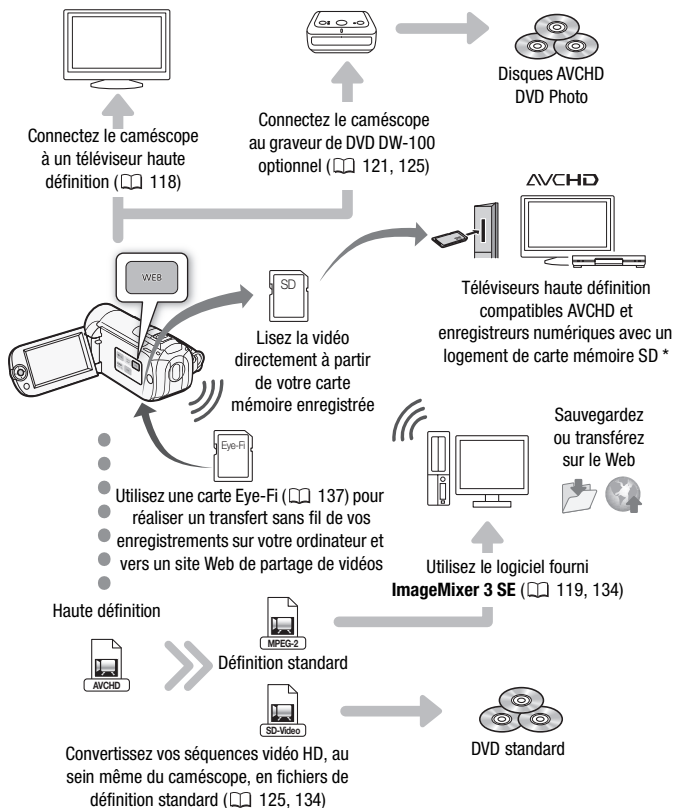 Disques AVCHD
DVD Photo
Connectez le caméscope
à un téléviseur haute
définition (118)
Connectez le caméscope
au graveur de DVD DW-100
optionnel (121, 125)
AVCHD
WEB
SD
Lisez la vidéo
directement à partir
de votre carte
mémoire enregistrée
Téléviseurs haute définition
compatibles AVCHD et
enregistreurs numériques avec un
logement de carte mémoire SD *
Eye-Fi
Utilisez une carte Eye-Fi (137) pour
réaliser un transfert sans fil de vos
enregistrements sur votre ordinateur et
vers un site Web de partage de vidéos
Sauvegardez
ou transférez
sur le Web
Utilisez le logiciel fourni
ImageMixer 3 SE (119, 134)
Haute définition
AVCHD
MPEG-2
Définition standard
SD-Video
DVD standard
Convertissez vos séquences vidéo HD, au
sein même du caméscope, en fichiers de
définition standard (125, 134)